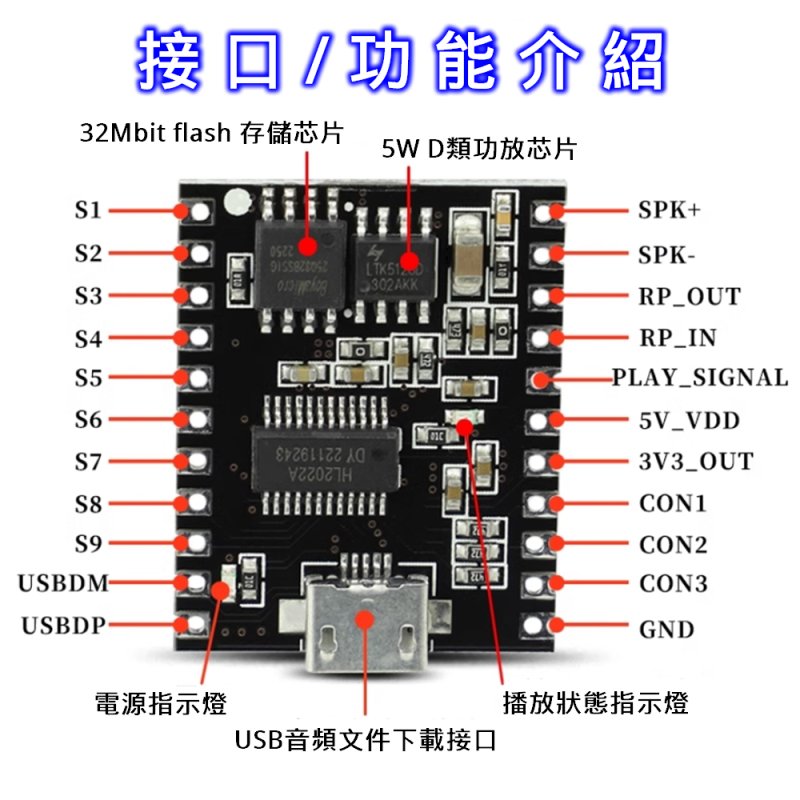 接口/功能介紹
32Mbit flash 存儲芯片
5W D類功放芯片
S1
S2
S3
S4
S5
S6
S7
S8
S9
USBDM
USBDP
SPK+
SPK-
RP_OUT
RP_IN
PLAY_SIGNAL
5V_VDD
3V3_OUT
CON1
CON2
CON3
GND
BoyaMicro
25Q32BSSIG
2250
302AKK
HL2022A
DY 22119243
電源指示燈
播放狀態指示燈
USB音頻文件下載接口